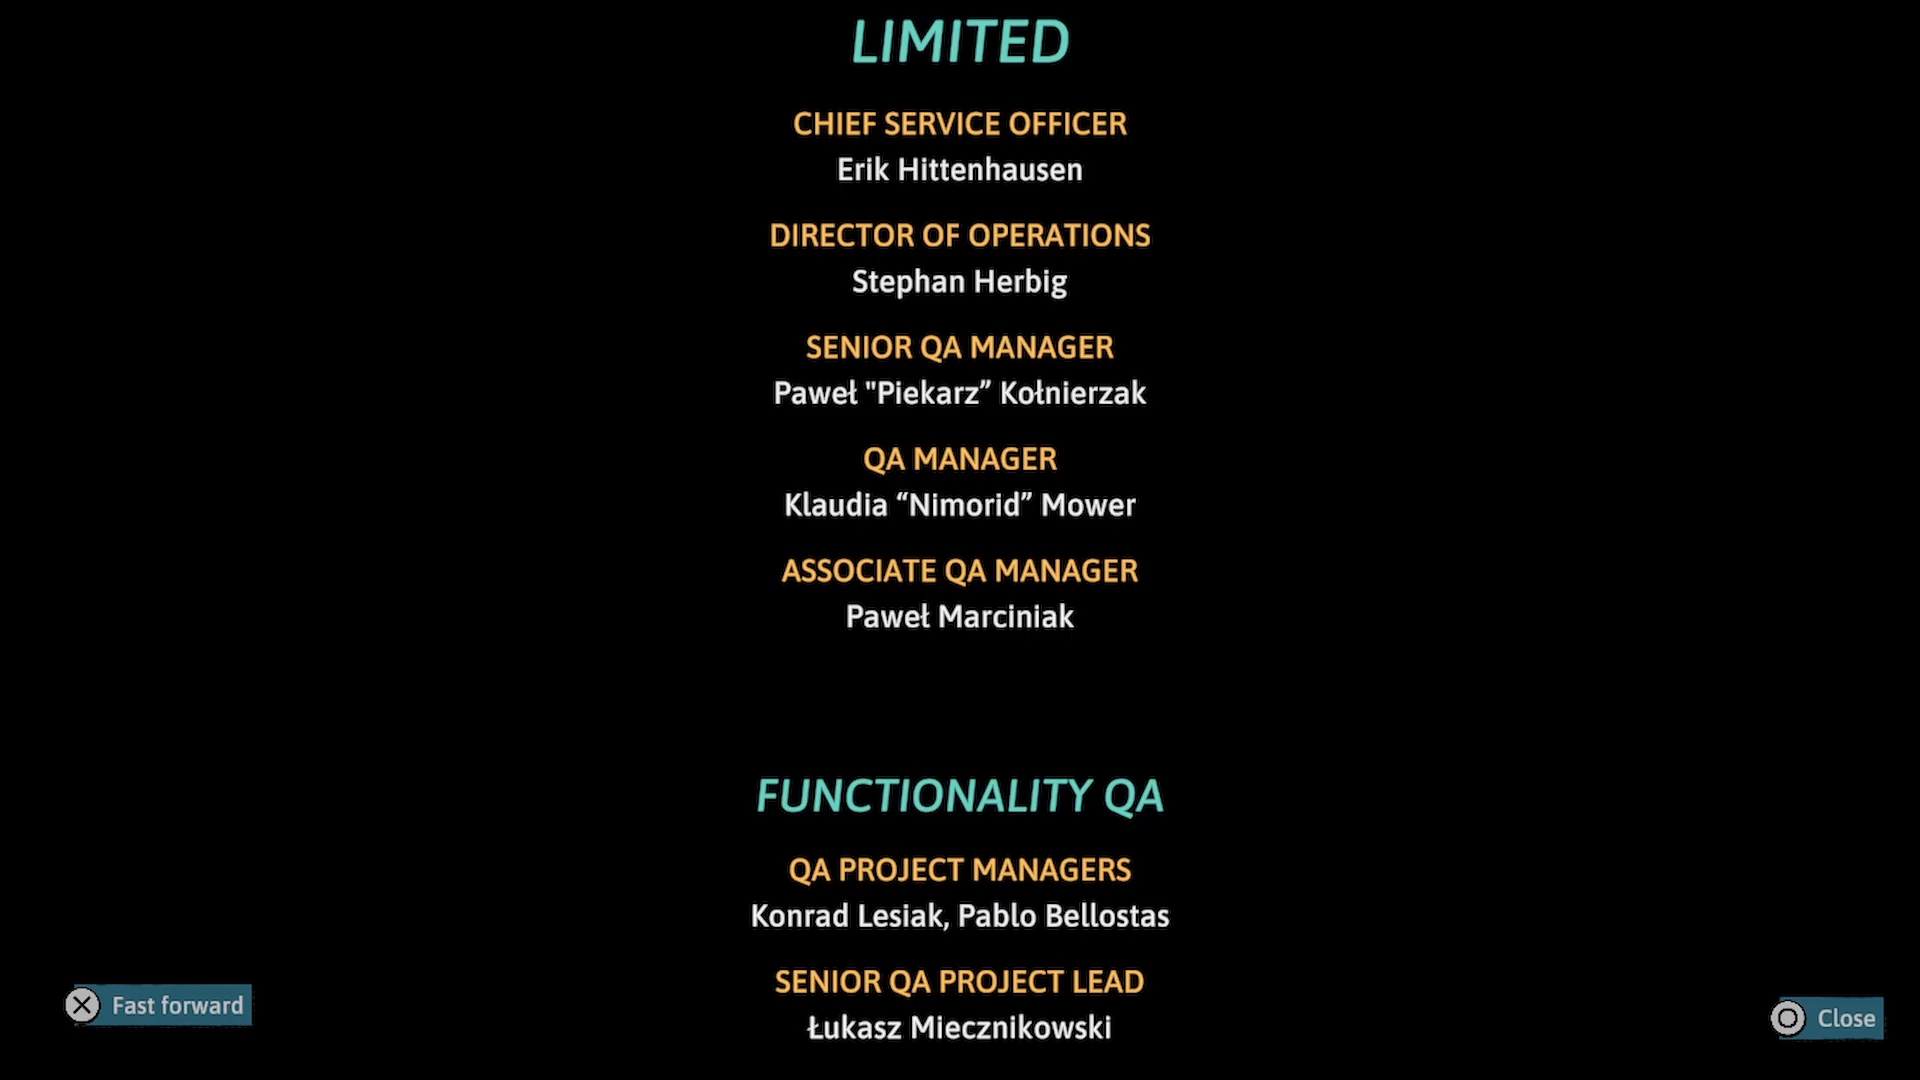 LIMITED
CHIEF SERVICE OFFICER
Erik Hittenhausen
DIRECTOR OF OPERATIONS
Stephan Herbig
SENIOR QA MANAGER
Paweł "Piekarz” Kołnierzak
QA MANAGER
Klaudia “Nimorid” Mower
ASSOCIATE QA MANAGER
Paweł Marciniak
FUNCTIONALITY QA
QA PROJECT MANAGERS
Konrad Lesiak, Pablo Bellostas
SENIOR QA PROJECT LEAD
Łukasz Miecznikowski
Fast forward
Close